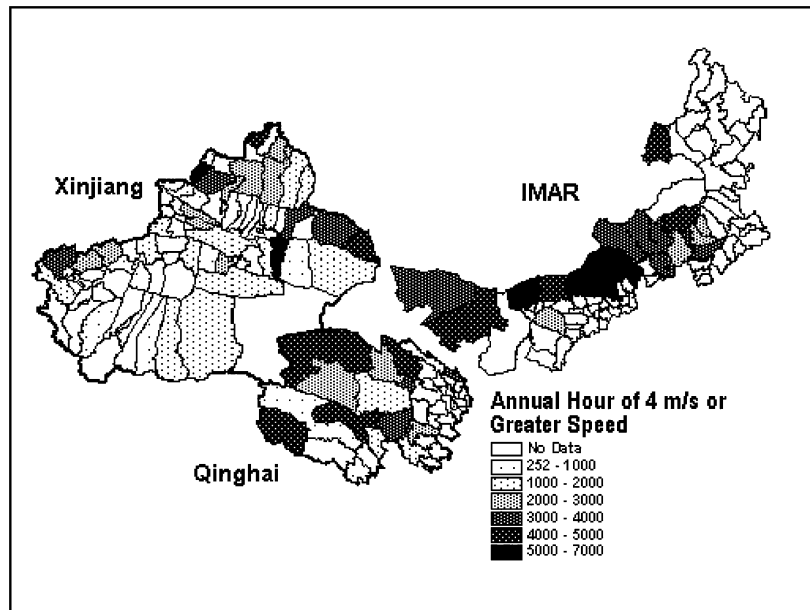 Xinjiang
IMAR
Qinghai
Annual Hour of 4 m/s or
Greater Speed
No Data
252 - 1000
1000 - 2000
2000 - 3000
3000 - 4000
4000 - 5000
5000 - 7000